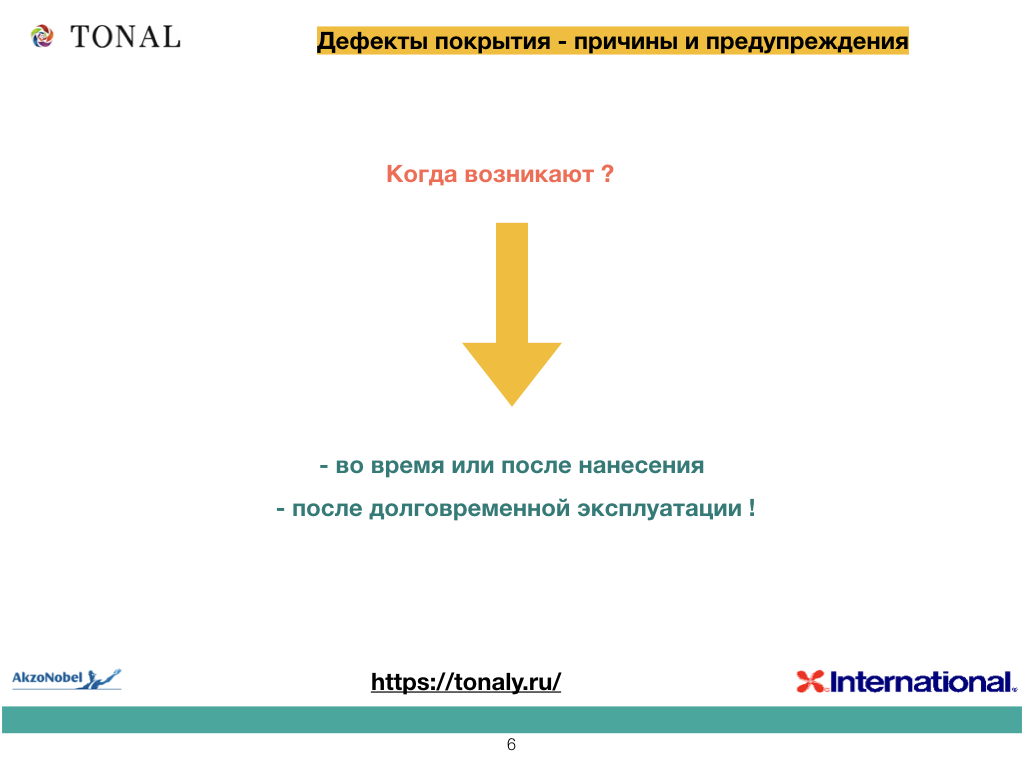 TONAL
Дефекты покрытия - причины и предупреждения
Когда возникают ?
- во время или после нанесения
- после долговременной эксплуатации !
AkzoNobel
https://tonaly.ru/
International
6